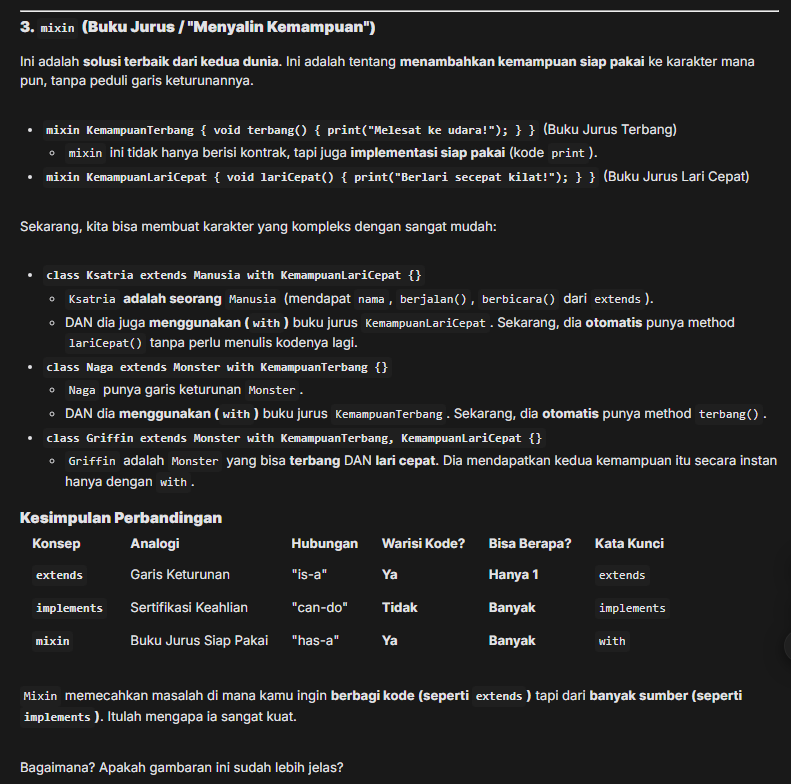 3. mixin (Buku Jurus / "Menyalin Kemampuan")
Ini adalah solusi terbaik dari kedua dunia. Ini adalah tentang menambahkan kemampuan siap pakai ke karakter mana
pun, tanpa peduli garis keturunannya.
• mixin KemampuanTerbang { void terbang() { print("Melesat ke udara!"); } } (Buku Jurus Terbang)
◦ mixin ini tidak hanya berisi kontrak, tapi juga implementasi siap pakai (kode print ).
• mixin KemampuanLariCepat { void lariCepat() { print("Berlari secepat kilat!"); } } (Buku Jurus Lari Cepat)
Sekarang, kita bisa membuat karakter yang kompleks dengan sangat mudah:
• class Ksatria extends Manusia with KemampuanLariCepat {}
◦ Ksatria adalah seorang Manusia (mendapat nama , berjalan() , berbicara() dari extends ).
◦ DAN dia juga menggunakan ( with ) buku jurus KemampuanLariCepat . Sekarang, dia otomatis punya method
lariCepat() tanpa perlu menulis kodenya lagi.
• class Naga extends Monster with KemampuanTerbang {}
◦ Naga punya garis keturunan Monster .
◦ DAN dia menggunakan ( with ) buku jurus KemampuanTerbang . Sekarang, dia otomatis punya method terbang() .
• class Griffin extends Monster with KemampuanTerbang, KemampuanLariCepat {}
◦ Griffin adalah Monster yang bisa terbang DAN lari cepat. Dia mendapatkan kedua kemampuan itu secara instan
hanya dengan with .
Kesimpulan Perbandingan
Konsep Analogi Hubungan Warisi Kode? Bisa Berapa? Kata Kunci
extends Garis Keturunan "is-a" Ya Hanya 1 extends
implements Sertifikasi Keahlian "can-do" Tidak Banyak implements
mixin Buku Jurus Siap Pakai "has-a" Ya Banyak with
Mixin memecahkan masalah di mana kamu ingin berbagi kode (seperti extends ) tapi dari banyak sumber (seperti
implements ). Itulah mengapa ia sangat kuat.
Bagaimana? Apakah gambaran ini sudah lebih jelas?